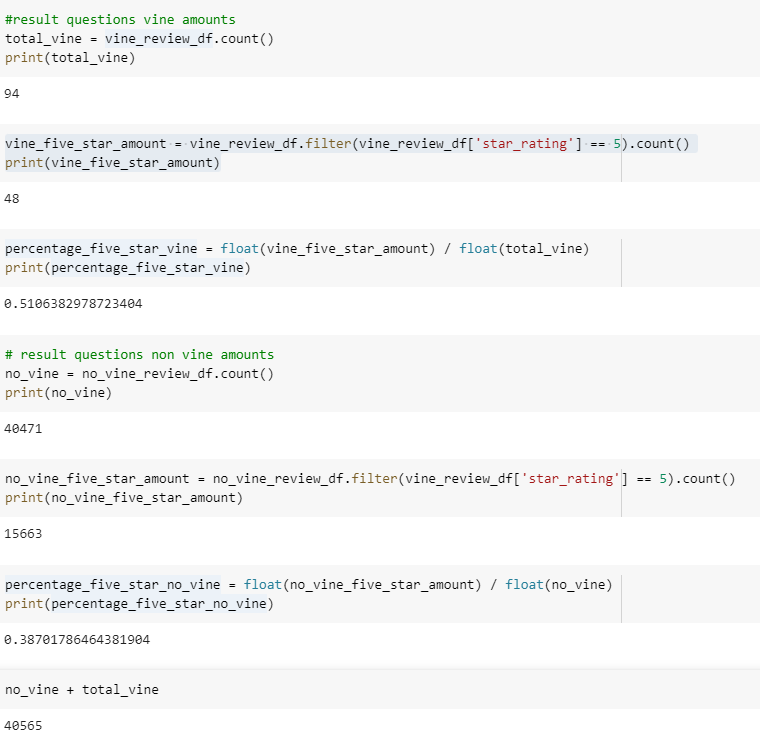 #result questions vine amounts
total_vine = vine_review_df.count()
print(total_vine)
94
vine_five_star_amount = vine_review_df.filter(vine_review_df['star_rating'] == 5).count()
print(vine_five_star_amount)
48
percentage_five_star_vine = float(vine_five_star_amount) / float(total_vine)
print(percentage_five_star_vine)
0.5106382978723404
# result questions non vine amounts
no_vine = no_vine_review_df.count()
print(no_vine)
40471
no_vine_five_star_amount = no_vine_review_df.filter(vine_review_df['star_rating'] == 5).count()
print(no_vine_five_star_amount)
15663
percentage_five_star_no_vine = float(no_vine_five_star_amount) / float(no_vine)
print(percentage_five_star_no_vine)
0.38701786464381904
no_vine + total_vine
40565